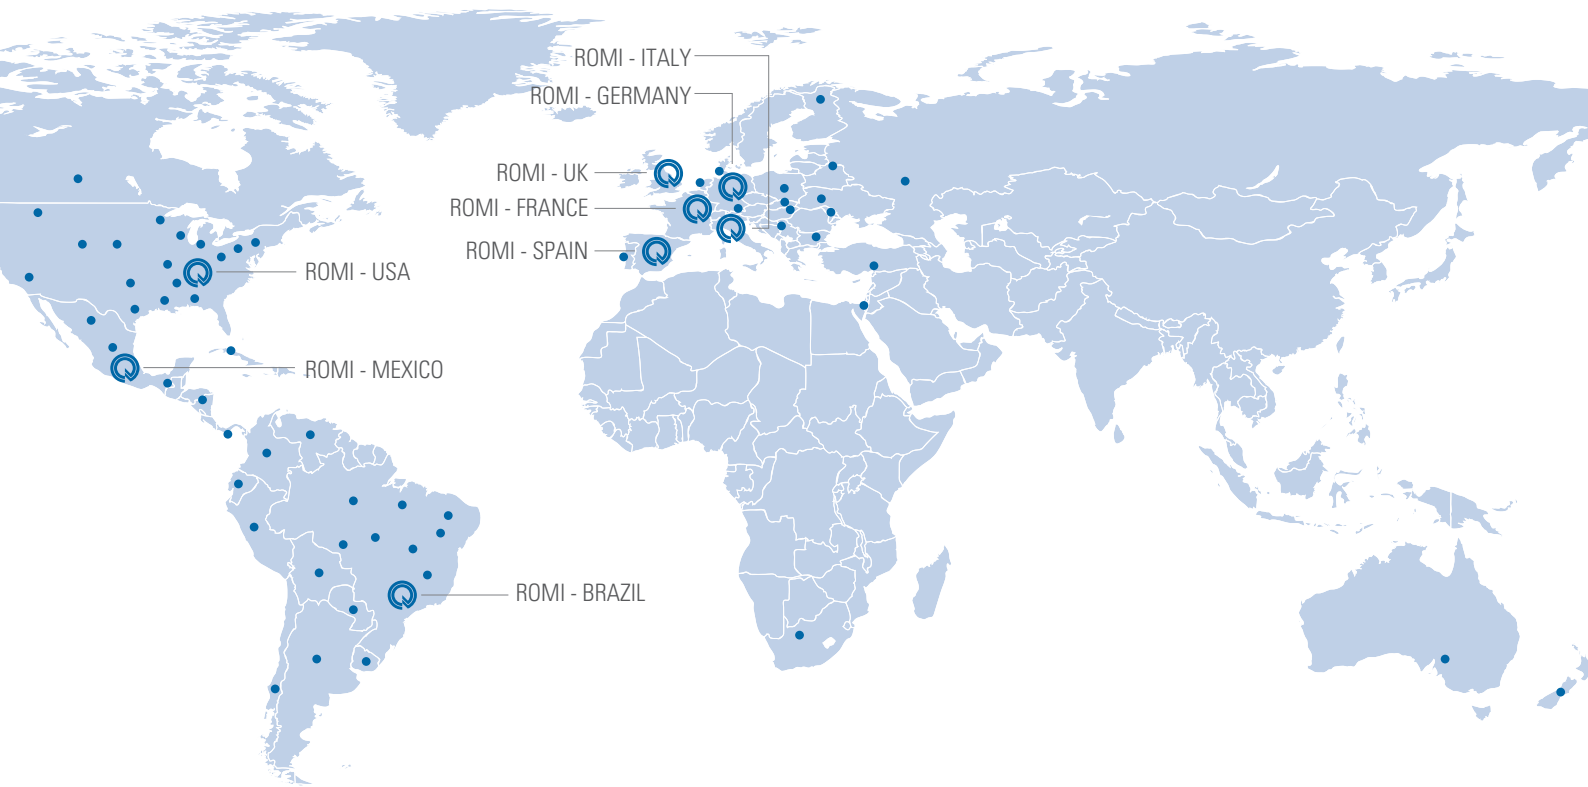 ROMI - ITALY
ROMI - GERMANY
ROMI - UK
ROMI - FRANCE
ROMI - SPAIN
ROMI - USA
ROMI - MEXICO
ROMI - BRAZIL